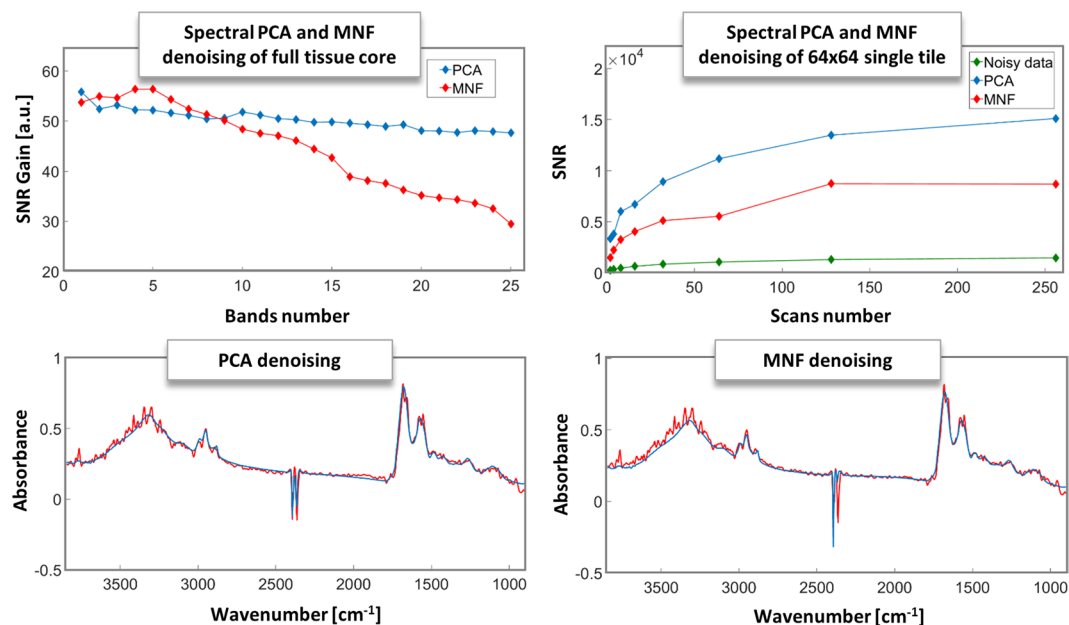 Spectral PCA and MNF
denoising of full tissue core
SNR Gain [a.u.]
60
50
40
30
20
0
5
10
15
20
25
Bands number
PCA
MNF
Spectral PCA and MNF
denoising of 64x64 single tile
×10⁴
SNR
2
1.5
1
0.5
0
0
50
100
150
200
250
Scans number
Noisy data
PCA
MNF
PCA denoising
Absorbance
1
0.5
0
-0.5
3500
3000
2500
2000
1500
1000
Wavenumber [cm⁻¹]
MNF denoising
Absorbance
1
0.5
0
-0.5
3500
3000
2500
2000
1500
1000
Wavenumber [cm⁻¹]